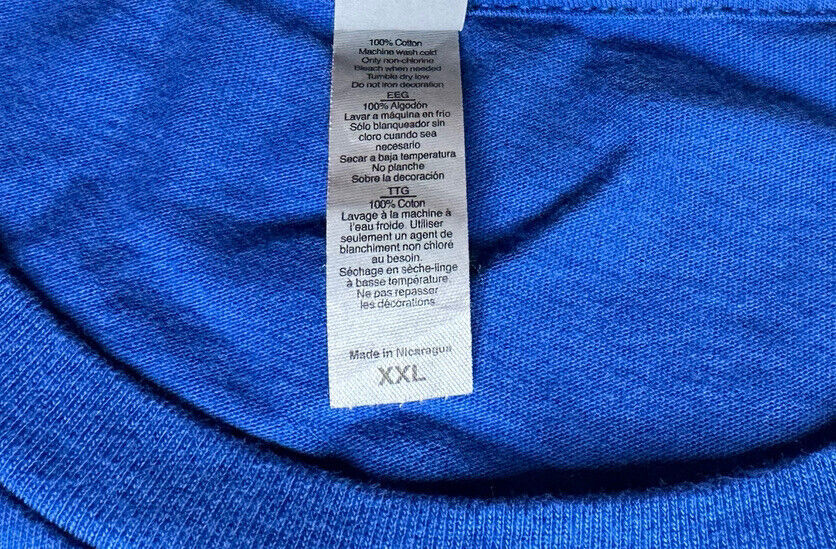 100% Cotton
Machine wash cold
Only non-chlorine
Bleach when needed
Tumble dry low
Do not iron decoration
EEG
100% Algodón
Lavar a máquina en frio
Sólo blanqueador sin
cloro cuando sea
necesario
Secar a baja temperatura
No planche
Sobre la decoración
TTG
100% Coton
Lavage à la machine à
l'eau froide. Utiliser
seulement un agent de
blanchiment non chloré
au besoin.
Séchage en sèche-linge
à basse température.
Ne pas repasser
les décorations
Made in Nicaragua
XXL